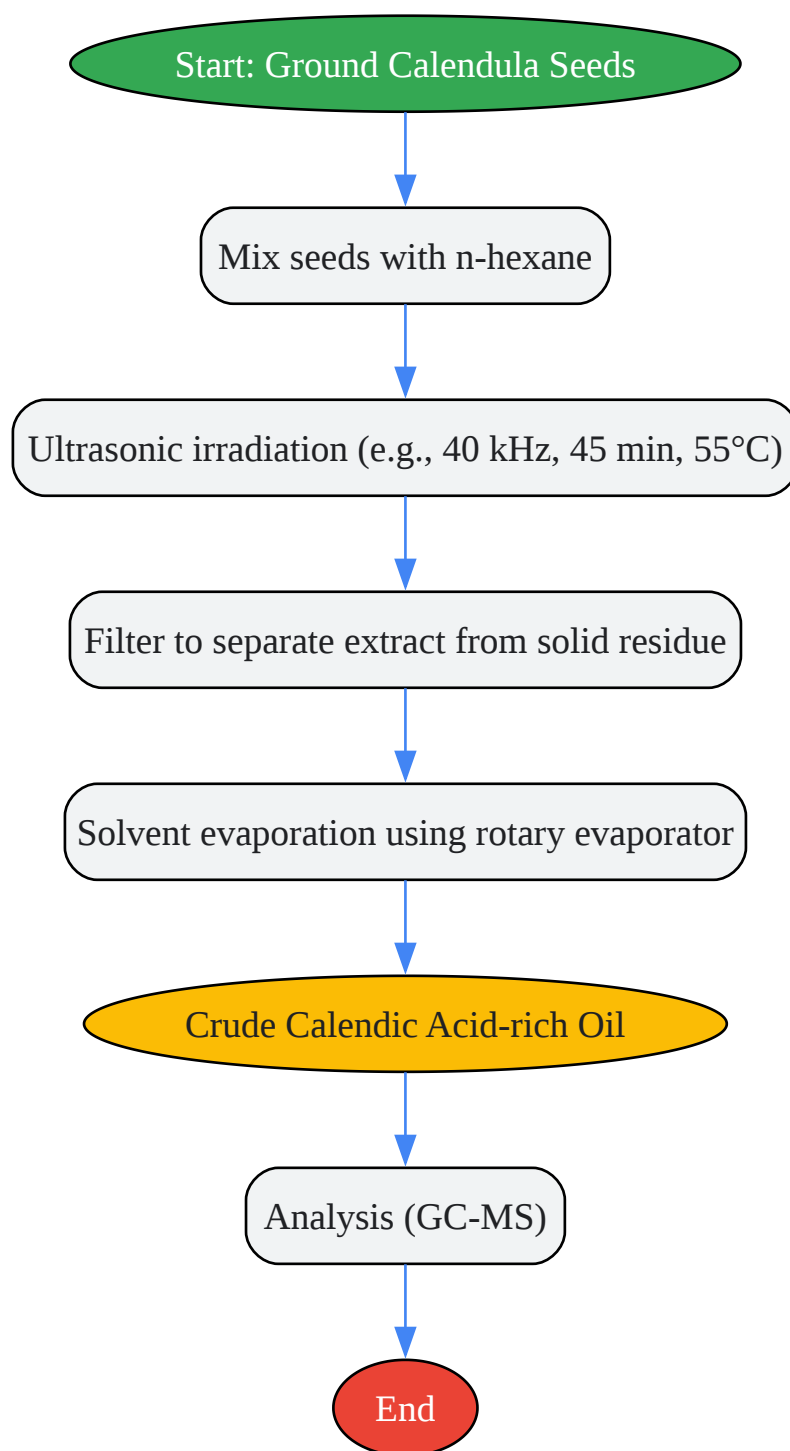 Start: Ground Calendula Seeds
Mix seeds with n-hexane
Ultrasonic irradiation (e.g., 40 kHz, 45 min, 55°C)
Filter to separate extract from solid residue
Solvent evaporation using rotary evaporator
Crude Calendic Acid-rich Oil
Analysis (GC-MS)
End